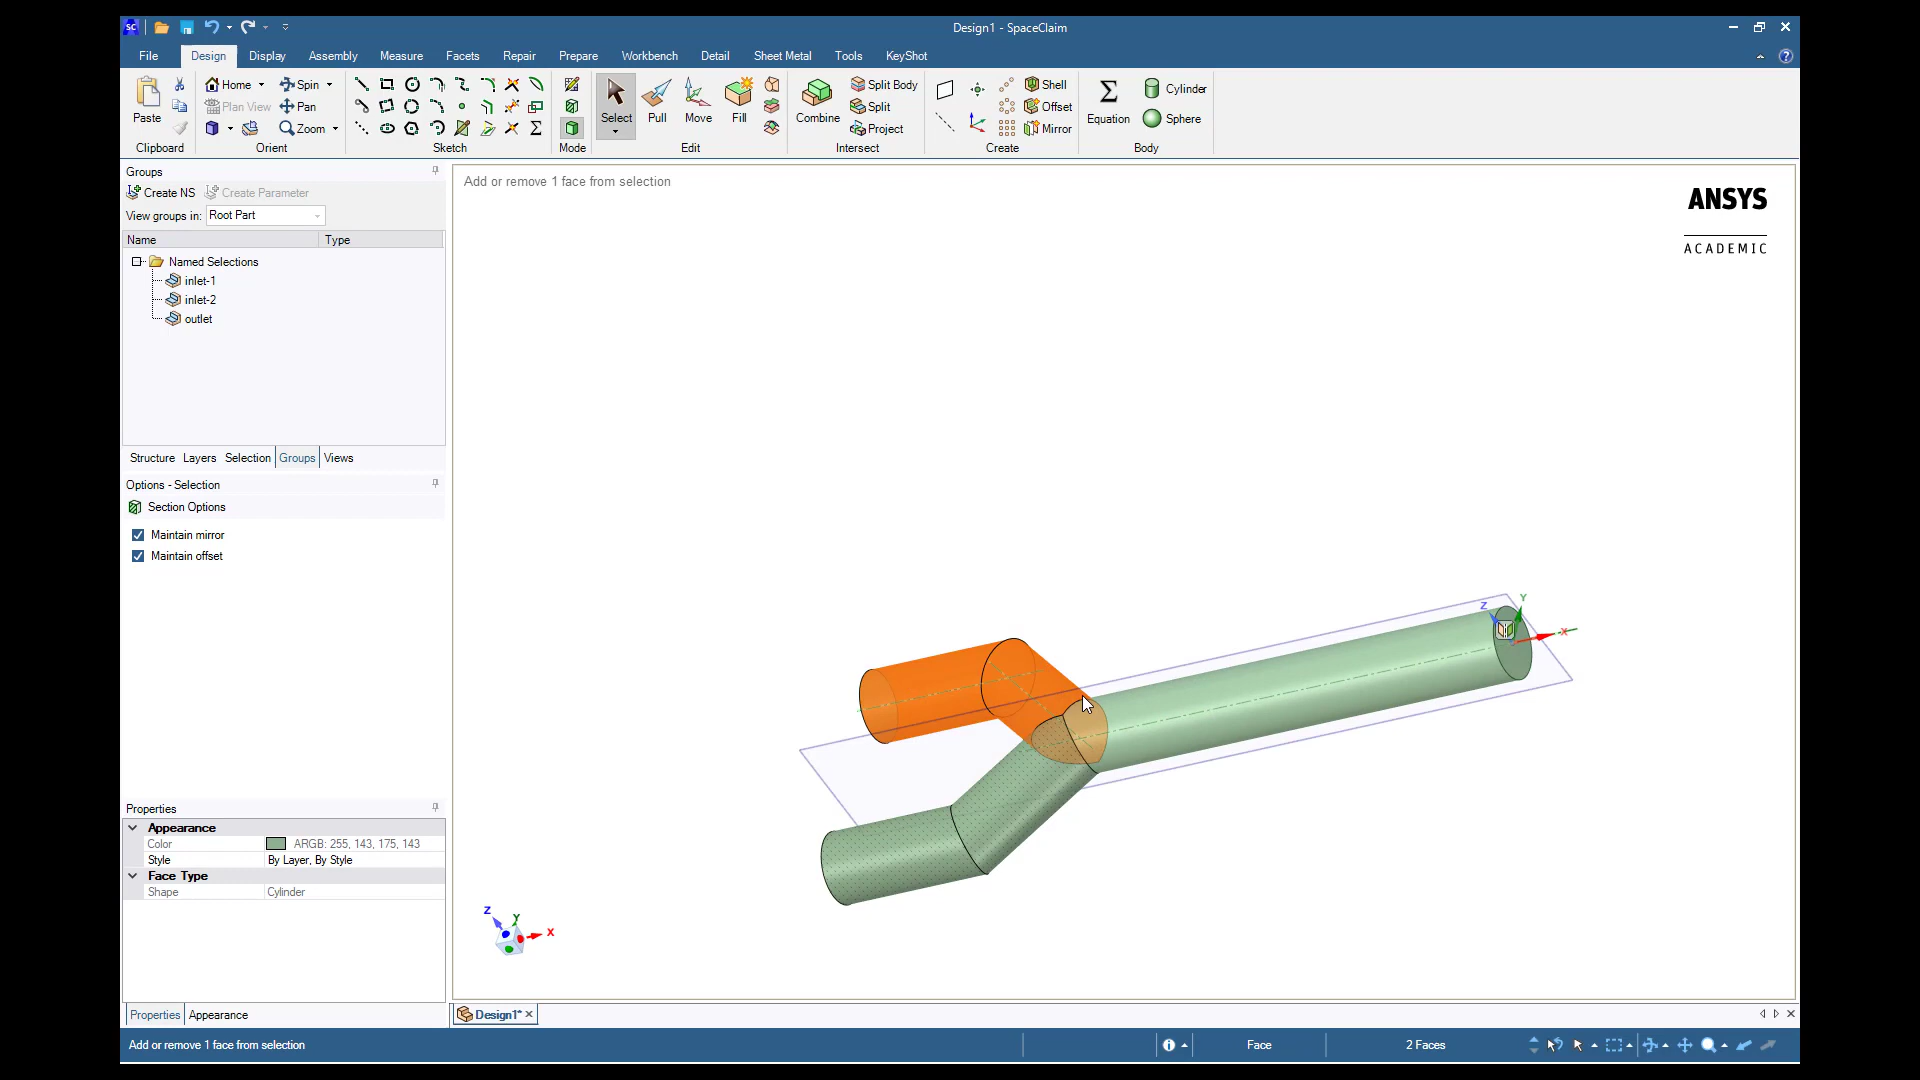 SC
Design1 - SpaceClaim
File Design Display Assembly Measure Facets Repair Prepare Workbench Detail Sheet Metal Tools KeyShot
Paste
Home
Plan View
Spin
Pan
Zoom
Select
Pull
Move
Fill
Combine
Split Body
Split
Project
Shell
Offset
Mirror
Equation
Cylinder
Sphere
Clipboard Orient Sketch Mode Edit Intersect Create Body
Groups
Create NS Create Parameter
View groups in: Root Part
Name Type
Named Selections
inlet-1
inlet-2
outlet
Structure Layers Selection Groups Views
Options - Selection
Section Options
Maintain mirror
Maintain offset
Properties
Appearance
Color ARGB: 255, 143, 175, 143
Style By Layer, By Style
Face Type
Shape Cylinder
Properties Appearance
Add or remove 1 face from selection
ANSYS
ACADEMIC
Z Y X
Z Y X
Design1*
Add or remove 1 face from selection Face 2 Faces